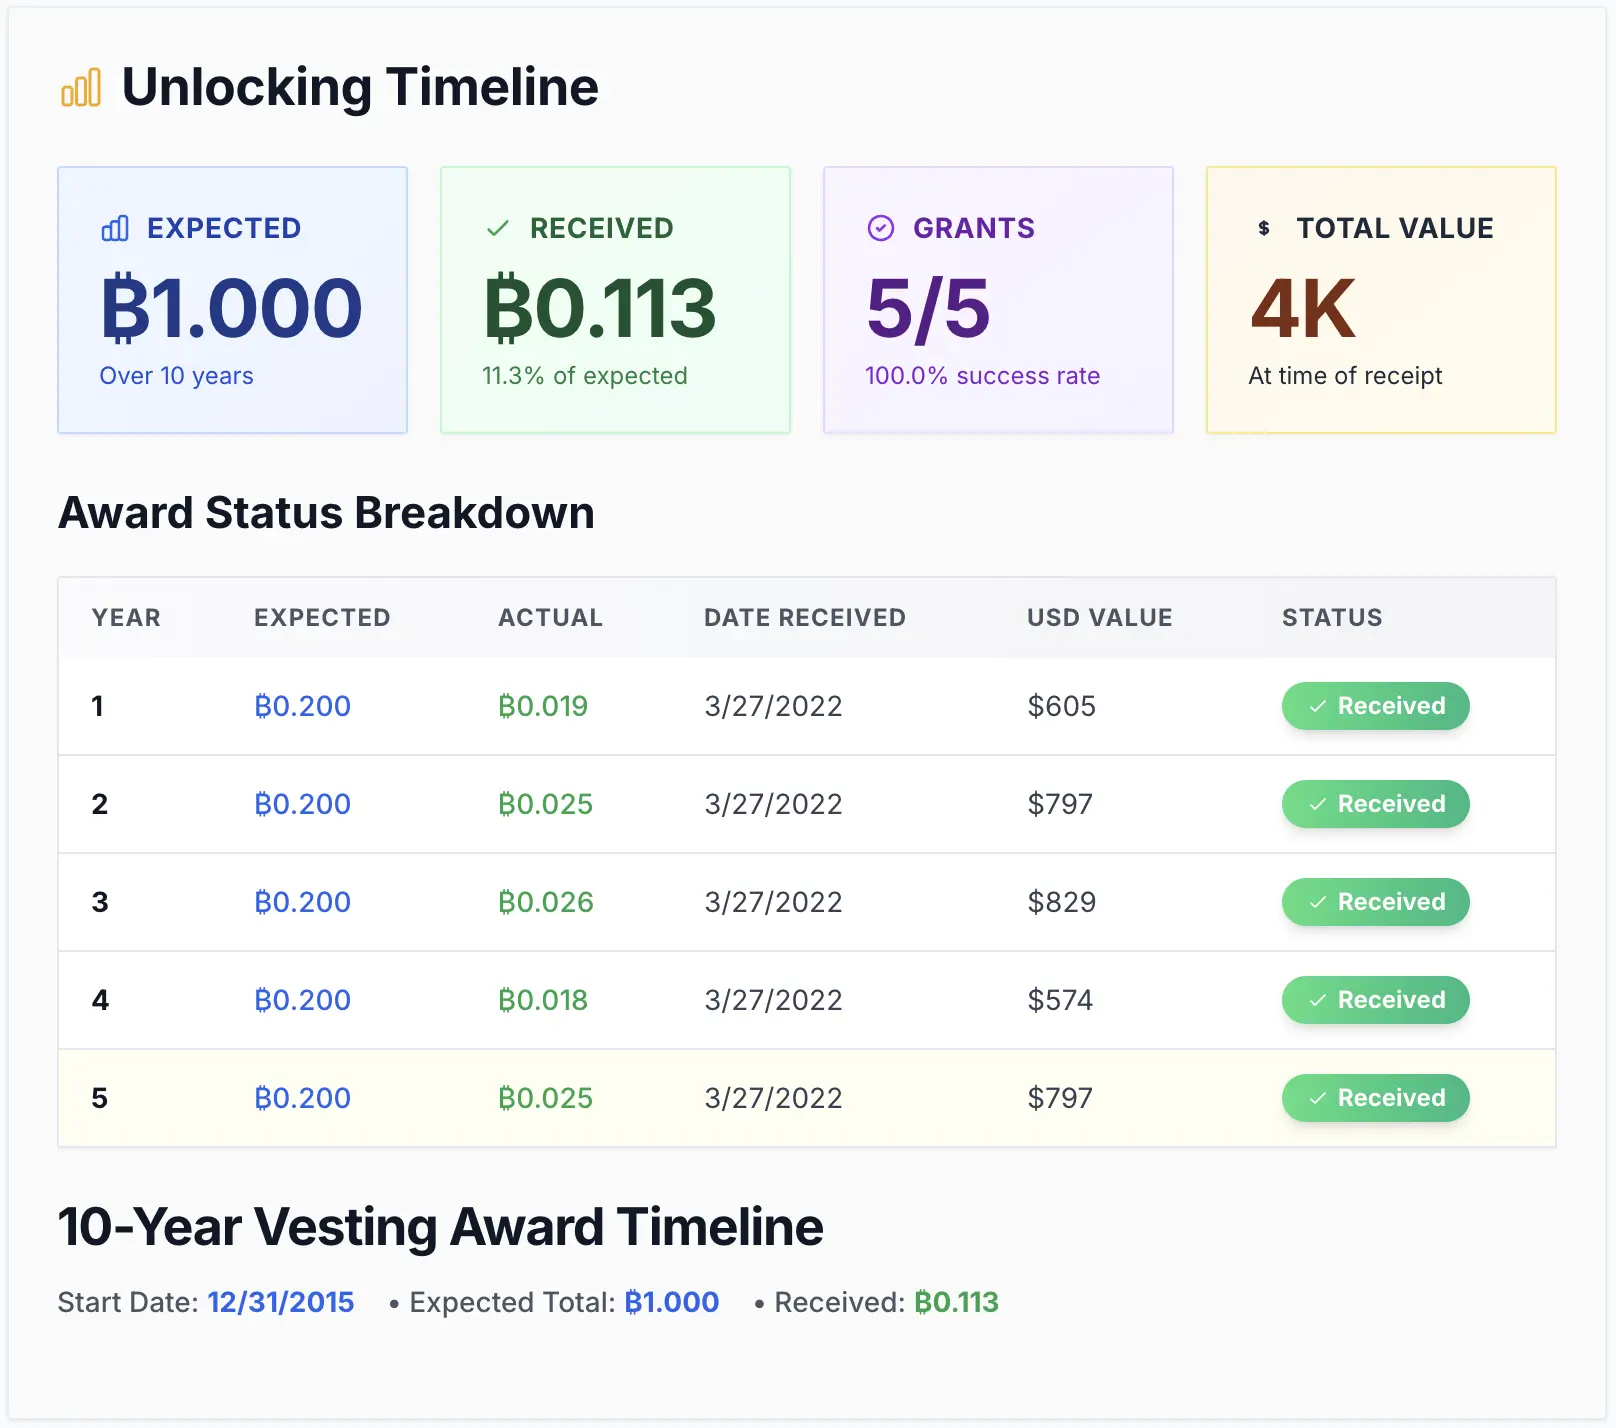 Unlocking Timeline
EXPECTED
₿1.000
Over 10 years
RECEIVED
₿0.113
11.3% of expected
GRANTS
5/5
100.0% success rate
$ TOTAL VALUE
4K
At time of receipt
Award Status Breakdown
YEAR EXPECTED ACTUAL DATE RECEIVED USD VALUE STATUS
1 ₿0.200 ₿0.019 3/27/2022 $605 Received
2 ₿0.200 ₿0.025 3/27/2022 $797 Received
3 ₿0.200 ₿0.026 3/27/2022 $829 Received
4 ₿0.200 ₿0.018 3/27/2022 $574 Received
5 ₿0.200 ₿0.025 3/27/2022 $797 Received
10-Year Vesting Award Timeline
Start Date: 12/31/2015 • Expected Total: ₿1.000 • Received: ₿0.113